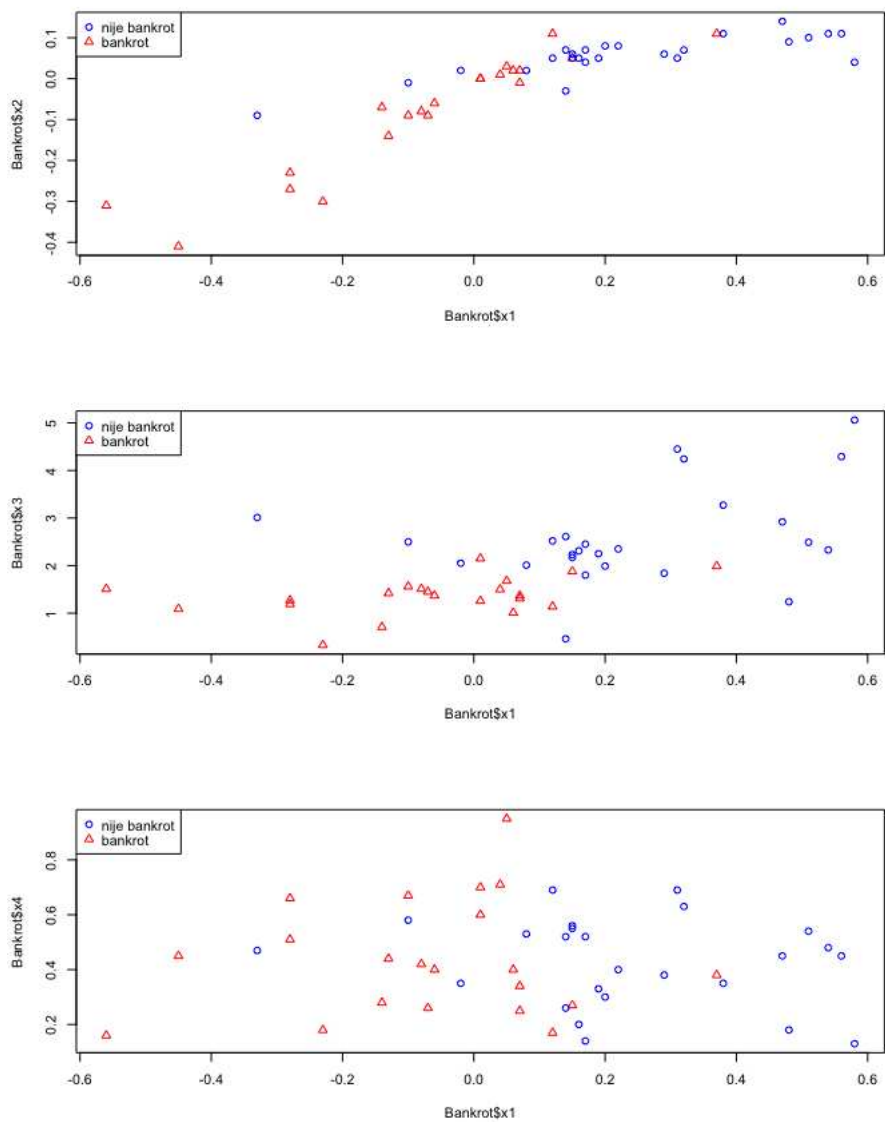 nije bankrot
bankrot
Bankrot$x2
0.1
0.0
-0.1
-0.2
-0.3
-0.4
-0.6 -0.4 -0.2 0.0 0.2 0.4 0.6
Bankrot$x1
nije bankrot
bankrot
Bankrot$x3
5
4
3
2
1
-0.6 -0.4 -0.2 0.0 0.2 0.4 0.6
Bankrot$x1
nije bankrot
bankrot
Bankrot$x4
0.8
0.6
0.4
0.2
-0.6 -0.4 -0.2 0.0 0.2 0.4 0.6
Bankrot$x1